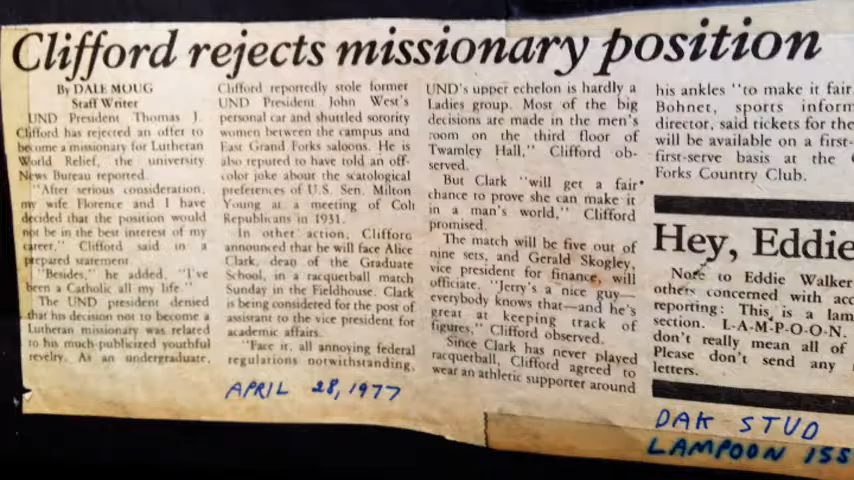 Clifford rejects missionary position
By DALE MOUG
Staff Writer
UND President Thomas J.
Clifford has rejected an offer to
become a missionary for Lutheran
World Relief, the university
News Bureau reported.
"After serious consideration,
my wife Florence and I have
decided that the position would
not be in the best interest of my
career," Clifford said in a
prepared statement.
"Besides," he added, "I've
been a Catholic all my life."
The UND president denied
that his decision not to become a
Lutheran missionary was related
to his much-publicized youthful
revelry. As an undergraduate,
Clifford reportedly stole former
UND President John West's
personal car and shuttled sorority
women between the campus and
East Grand Forks saloons. He is
also reputed to have told an off-
color joke about the scatological
preferences of U.S. Sen. Milton
Young at a meeting of Colt
Republicans in 1931.
In other action, Clifford
announced that he will face Alice
Clark, dean of the Graduate
School, in a racquetball match
Sunday in the Fieldhouse. Clark
is being considered for the post of
assistant to the vice president for
academic affairs.
"Face it, all annoying federal
regulations notwithstanding,
UND's upper echelon is hardly a
Ladies group. Most of the big
decisions are made in the men's
room on the third floor of
Twamley Hall," Clifford ob-
served.
But Clark "will get a fair
chance to prove she can make it
in a man's world," Clifford
promised.
The match will be five out of
nine sets, and Gerald Skogley,
vice president for finance, will
officiate. "Jerry's a nice guy—
everybody knows that—and he's
great at keeping track of
figures," Clifford observed.
Since Clark has never played
racquetball, Clifford agreed to
wear an athletic supporter around
his ankles "to make it fair.
Bohnet, sports inform
director, said tickets for the
will be available on a first-
first-serve basis at the
Forks Country Club.
Hey, Eddie
Note to Eddie Walker
others concerned with acc
reporting: This is a lam
section. L-A-M-P-O-O-N.
don't really mean all of
Please don't send any
letters.
APRIL 28, 1977
DAK STUD
LAMPOON ISS